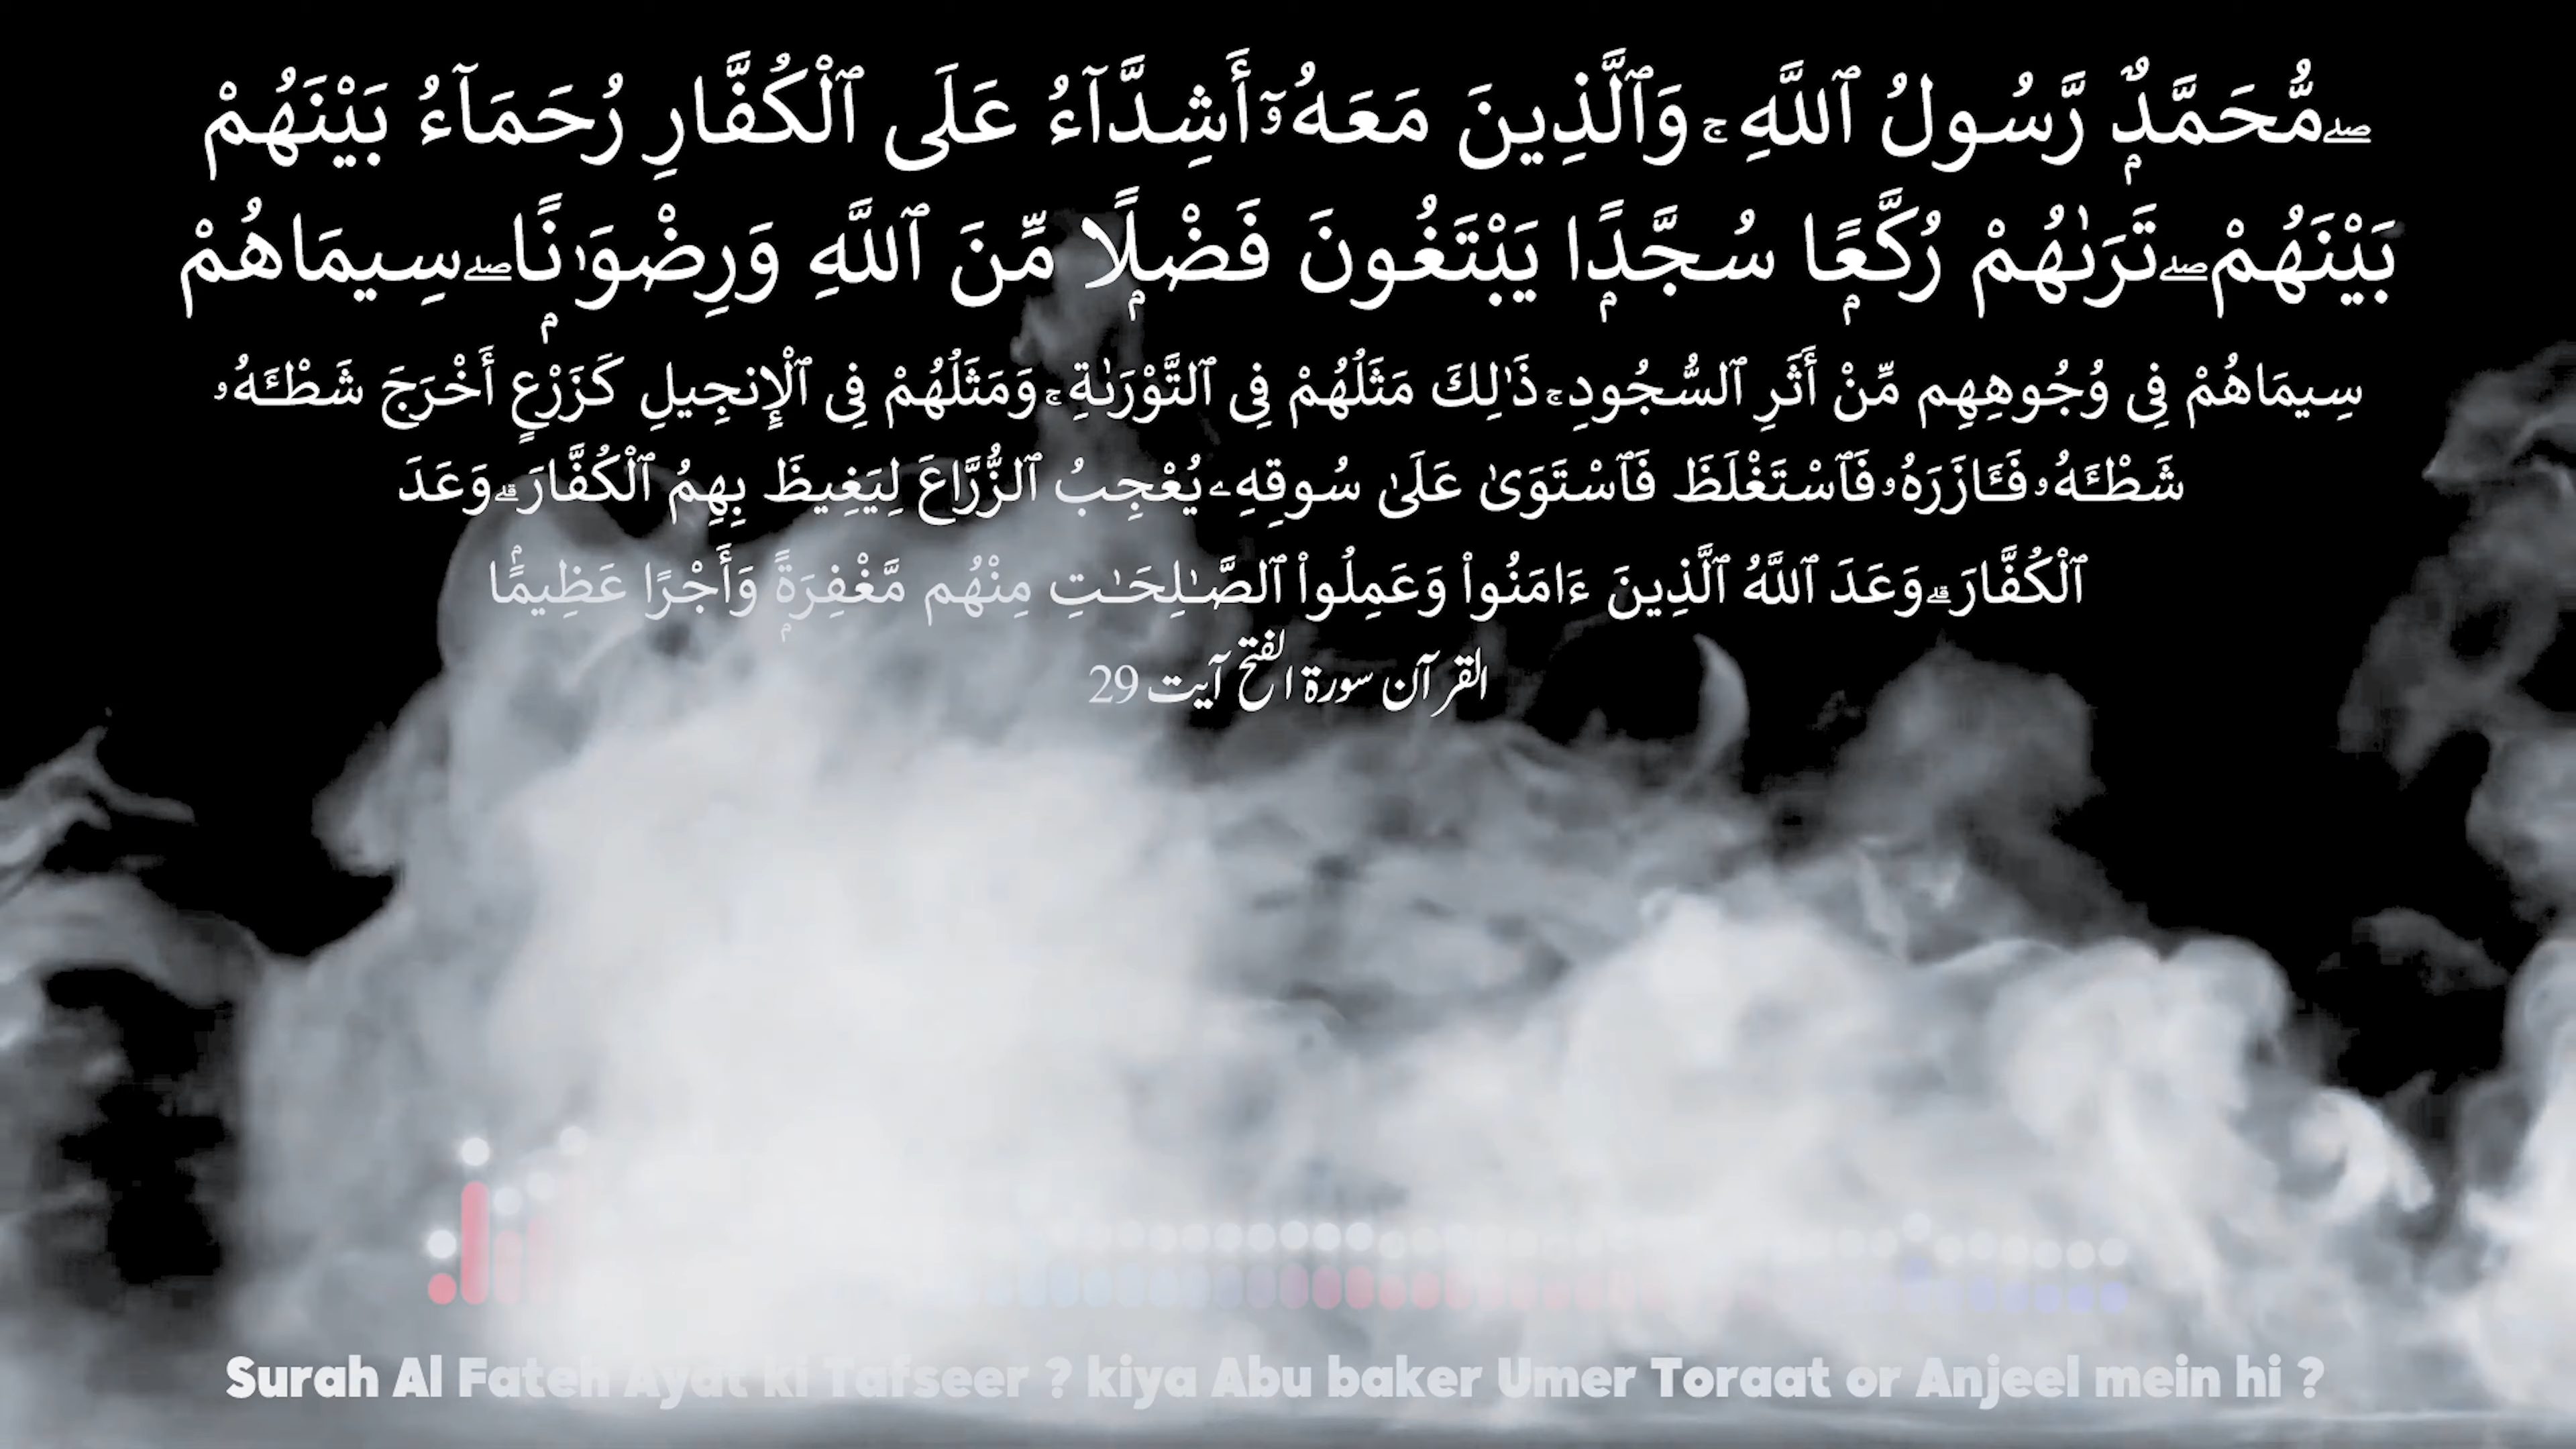 صلے مُّحَمَّدٌۭ رَّسُولُ ٱللَّهِ ۚ وَٱلَّذِينَ مَعَهُۥٓ أَشِدَّآءُ عَلَى ٱلْكُفَّارِ رُحَمَآءُ بَيْنَهُمْ
بَيْنَهُمْ ۖ تَرَىٰهُمْ رُكَّعًۭا سُجَّدًۭا يَبْتَغُونَ فَضْلًۭا مِّنَ ٱللَّهِ وَرِضْوَٰنًۭا ۖ سِيمَاهُمْ
سِيمَاهُمْ فِى وُجُوهِهِم مِّنْ أَثَرِ ٱلسُّجُودِ ۚ ذَٰلِكَ مَثَلُهُمْ فِى ٱلتَّوْرَىٰةِ ۚ وَمَثَلُهُمْ فِى ٱلْإِنجِيلِ كَزَرْعٍ أَخْرَجَ شَطْـَٔهُۥ
شَطْـَٔهُۥ فَـَٔازَرَهُۥ فَٱسْتَغْلَظَ فَٱسْتَوَىٰ عَلَىٰ سُوقِهِۦ يُعْجِبُ ٱلزُّرَّاعَ لِيَغِيظَ بِهِمُ ٱلْكُفَّارَ ۗ وَعَدَ
ٱلْكُفَّارَ ۗ وَعَدَ ٱللَّهُ ٱلَّذِينَ ءَامَنُوا۟ وَعَمِلُوا۟ ٱلصَّـٰلِحَـٰتِ مِنْهُم مَّغْفِرَةًۭ وَأَجْرًا عَظِيمًۢا
القرآن سورة الفتح آیت 29
Surah Al Fateh Ayat ki Tafseer ? kiya Abu baker Umer Toraat or Anjeel mein hi ?